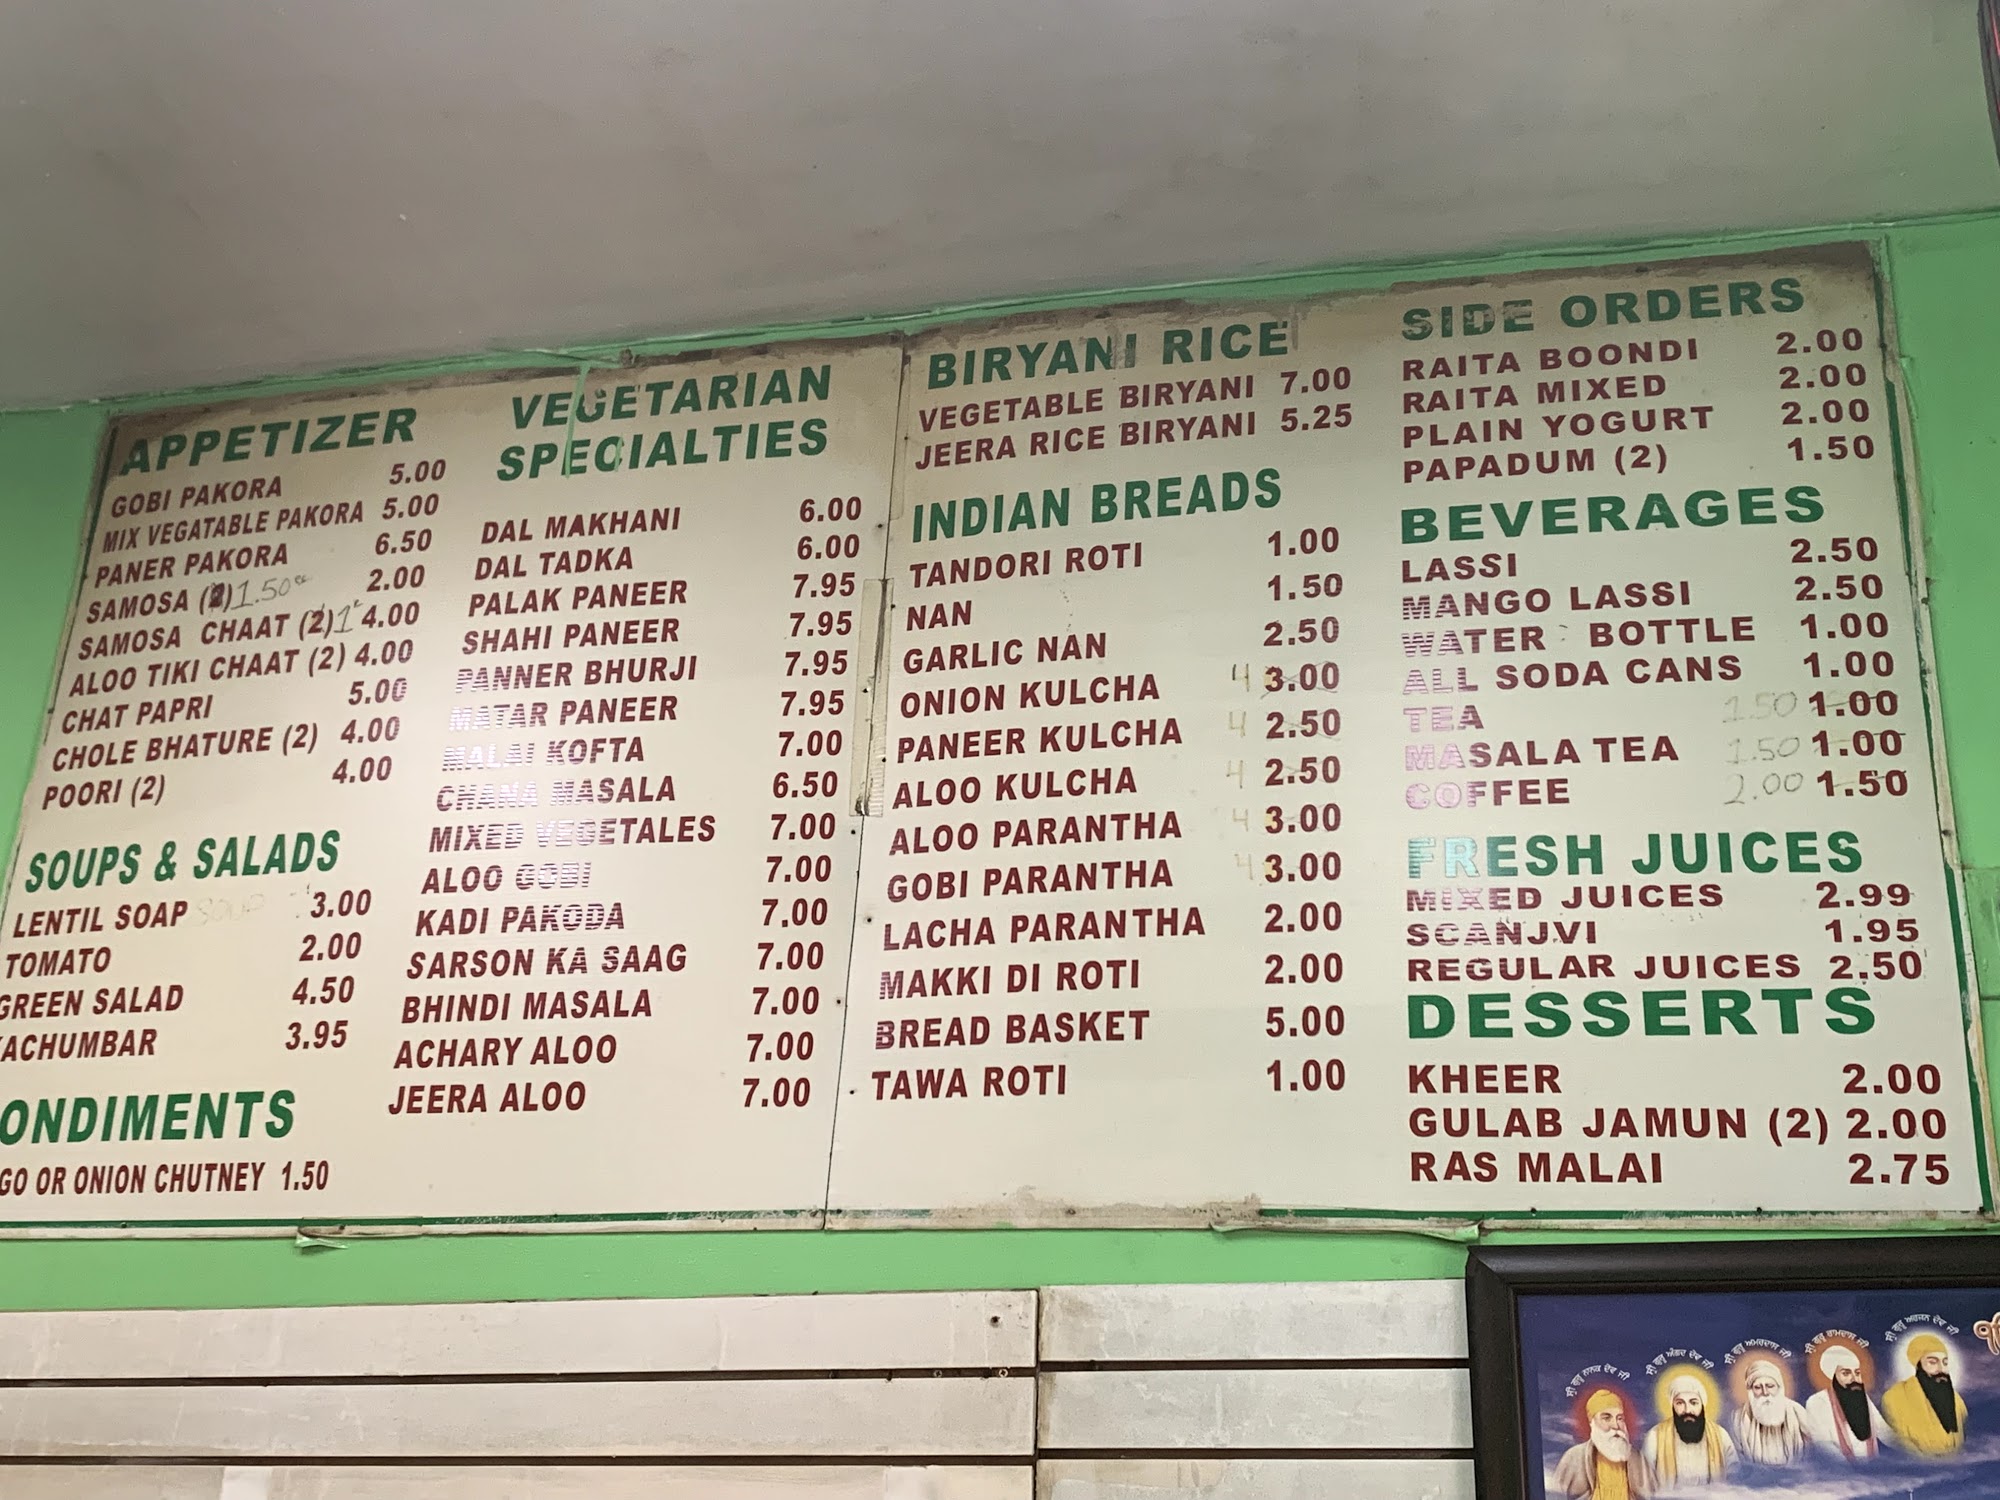 APPETIZER
GOBI PAKORA 5.00
MIX VEGATABLE PAKORA 5.00
PANER PAKORA 6.50
SAMOSA (2) 1.50 2.00
SAMOSA CHAAT (2) 1 4.00
ALOO TIKI CHAAT (2) 4.00
CHAT PAPRI 5.00
CHOLE BHATURE (2) 4.00
POORI (2) 4.00
SOUPS & SALADS
LENTIL SOAP SOUP 3.00
TOMATO 2.00
GREEN SALAD 4.50
ACHUMBAR 3.95
ONDIMENTS
GO OR ONION CHUTNEY 1.50
VEGETARIAN
SPECIALTIES
DAL MAKHANI 6.00
DAL TADKA 6.00
PALAK PANEER 7.95
SHAHI PANEER 7.95
PANNER BHURJI 7.95
MATAR PANEER 7.95
MALAI KOFTA 7.00
CHANA MASALA 6.50
MIXED VEGETALES 7.00
ALOO GOBI 7.00
KADI PAKODA 7.00
SARSON KA SAAG 7.00
BHINDI MASALA 7.00
ACHARY ALOO 7.00
JEERA ALOO 7.00
BIRYANI RICE
VEGETABLE BIRYANI 7.00
JEERA RICE BIRYANI 5.25
INDIAN BREADS
TANDORI ROTI 1.00
NAN 1.50
GARLIC NAN 2.50
ONION KULCHA 4 3.00
PANEER KULCHA 4 2.50
ALOO KULCHA 4 2.50
ALOO PARANTHA 4 3.00
GOBI PARANTHA 4 3.00
LACHA PARANTHA 2.00
MAKKI DI ROTI 2.00
BREAD BASKET 5.00
TAWA ROTI 1.00
SIDE ORDERS
RAITA BOONDI 2.00
RAITA MIXED 2.00
PLAIN YOGURT 2.00
PAPADUM (2) 1.50
BEVERAGES
LASSI 2.50
MANGO LASSI 2.50
WATER BOTTLE 1.00
ALL SODA CANS 1.00
TEA 1.50 1.00
MASALA TEA 1.50 1.00
COFFEE 2.00 1.50
FRESH JUICES
MIXED JUICES 2.99
SCANJVI 1.95
REGULAR JUICES 2.50
DESSERTS
KHEER 2.00
GULAB JAMUN (2) 2.00
RAS MALAI 2.75
ਸ੍ਰੀ ਗੁਰੂ ਨਾਨਕ ਦੇਵ ਜੀ
ਸ੍ਰੀ ਗੁਰੂ ਅੰਗਦ ਦੇਵ ਜੀ
ਸ੍ਰੀ ਗੁਰੂ ਅਮਰਦਾਸ ਜੀ
ਸ੍ਰੀ ਗੁਰੂ ਰਾਮਦਾਸ ਜੀ
ਸ੍ਰੀ ਗੁਰੂ ਅਰਜਨ ਦੇਵ ਜੀ